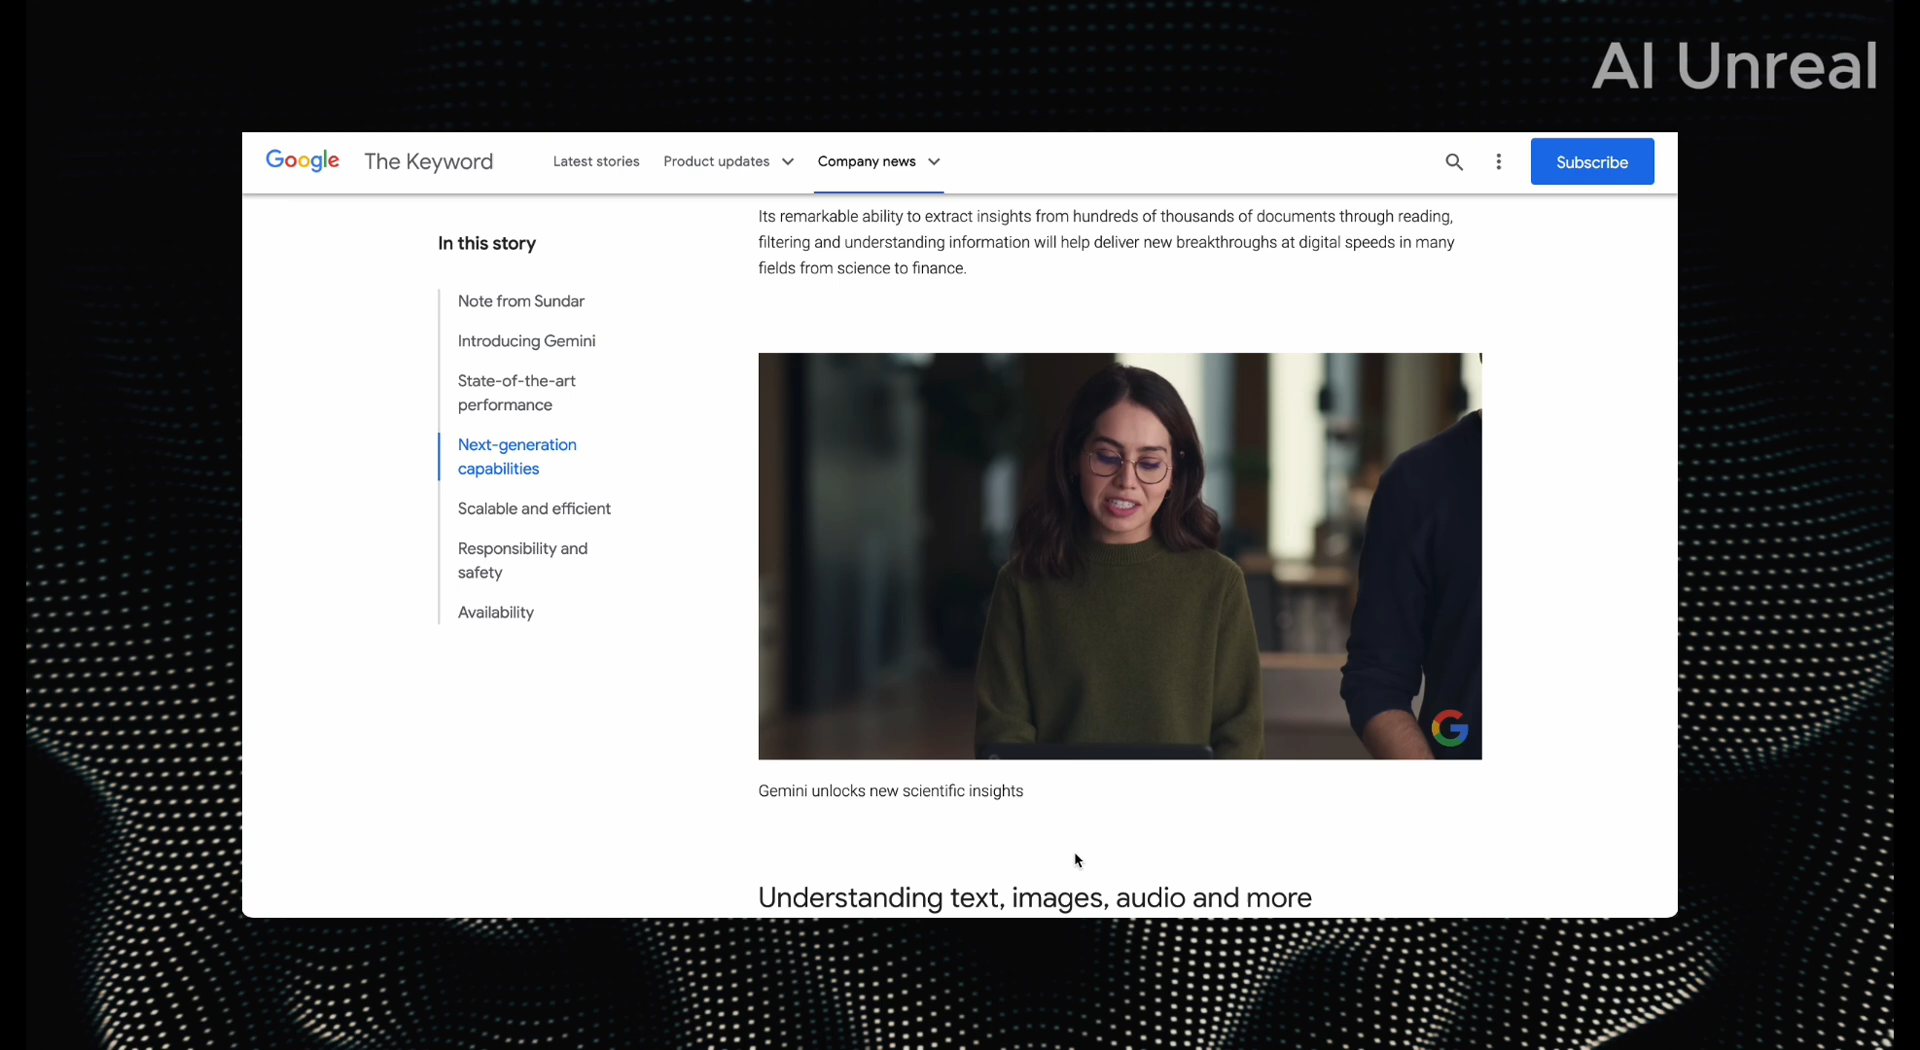 AI Unreal
Google The Keyword Latest stories Product updates Company news Subscribe
In this story
Note from Sundar
Introducing Gemini
State-of-the-art
performance
Next-generation
capabilities
Scalable and efficient
Responsibility and
safety
Availability
Its remarkable ability to extract insights from hundreds of thousands of documents through reading,
filtering and understanding information will help deliver new breakthroughs at digital speeds in many
fields from science to finance.
G
Gemini unlocks new scientific insights
Understanding text, images, audio and more